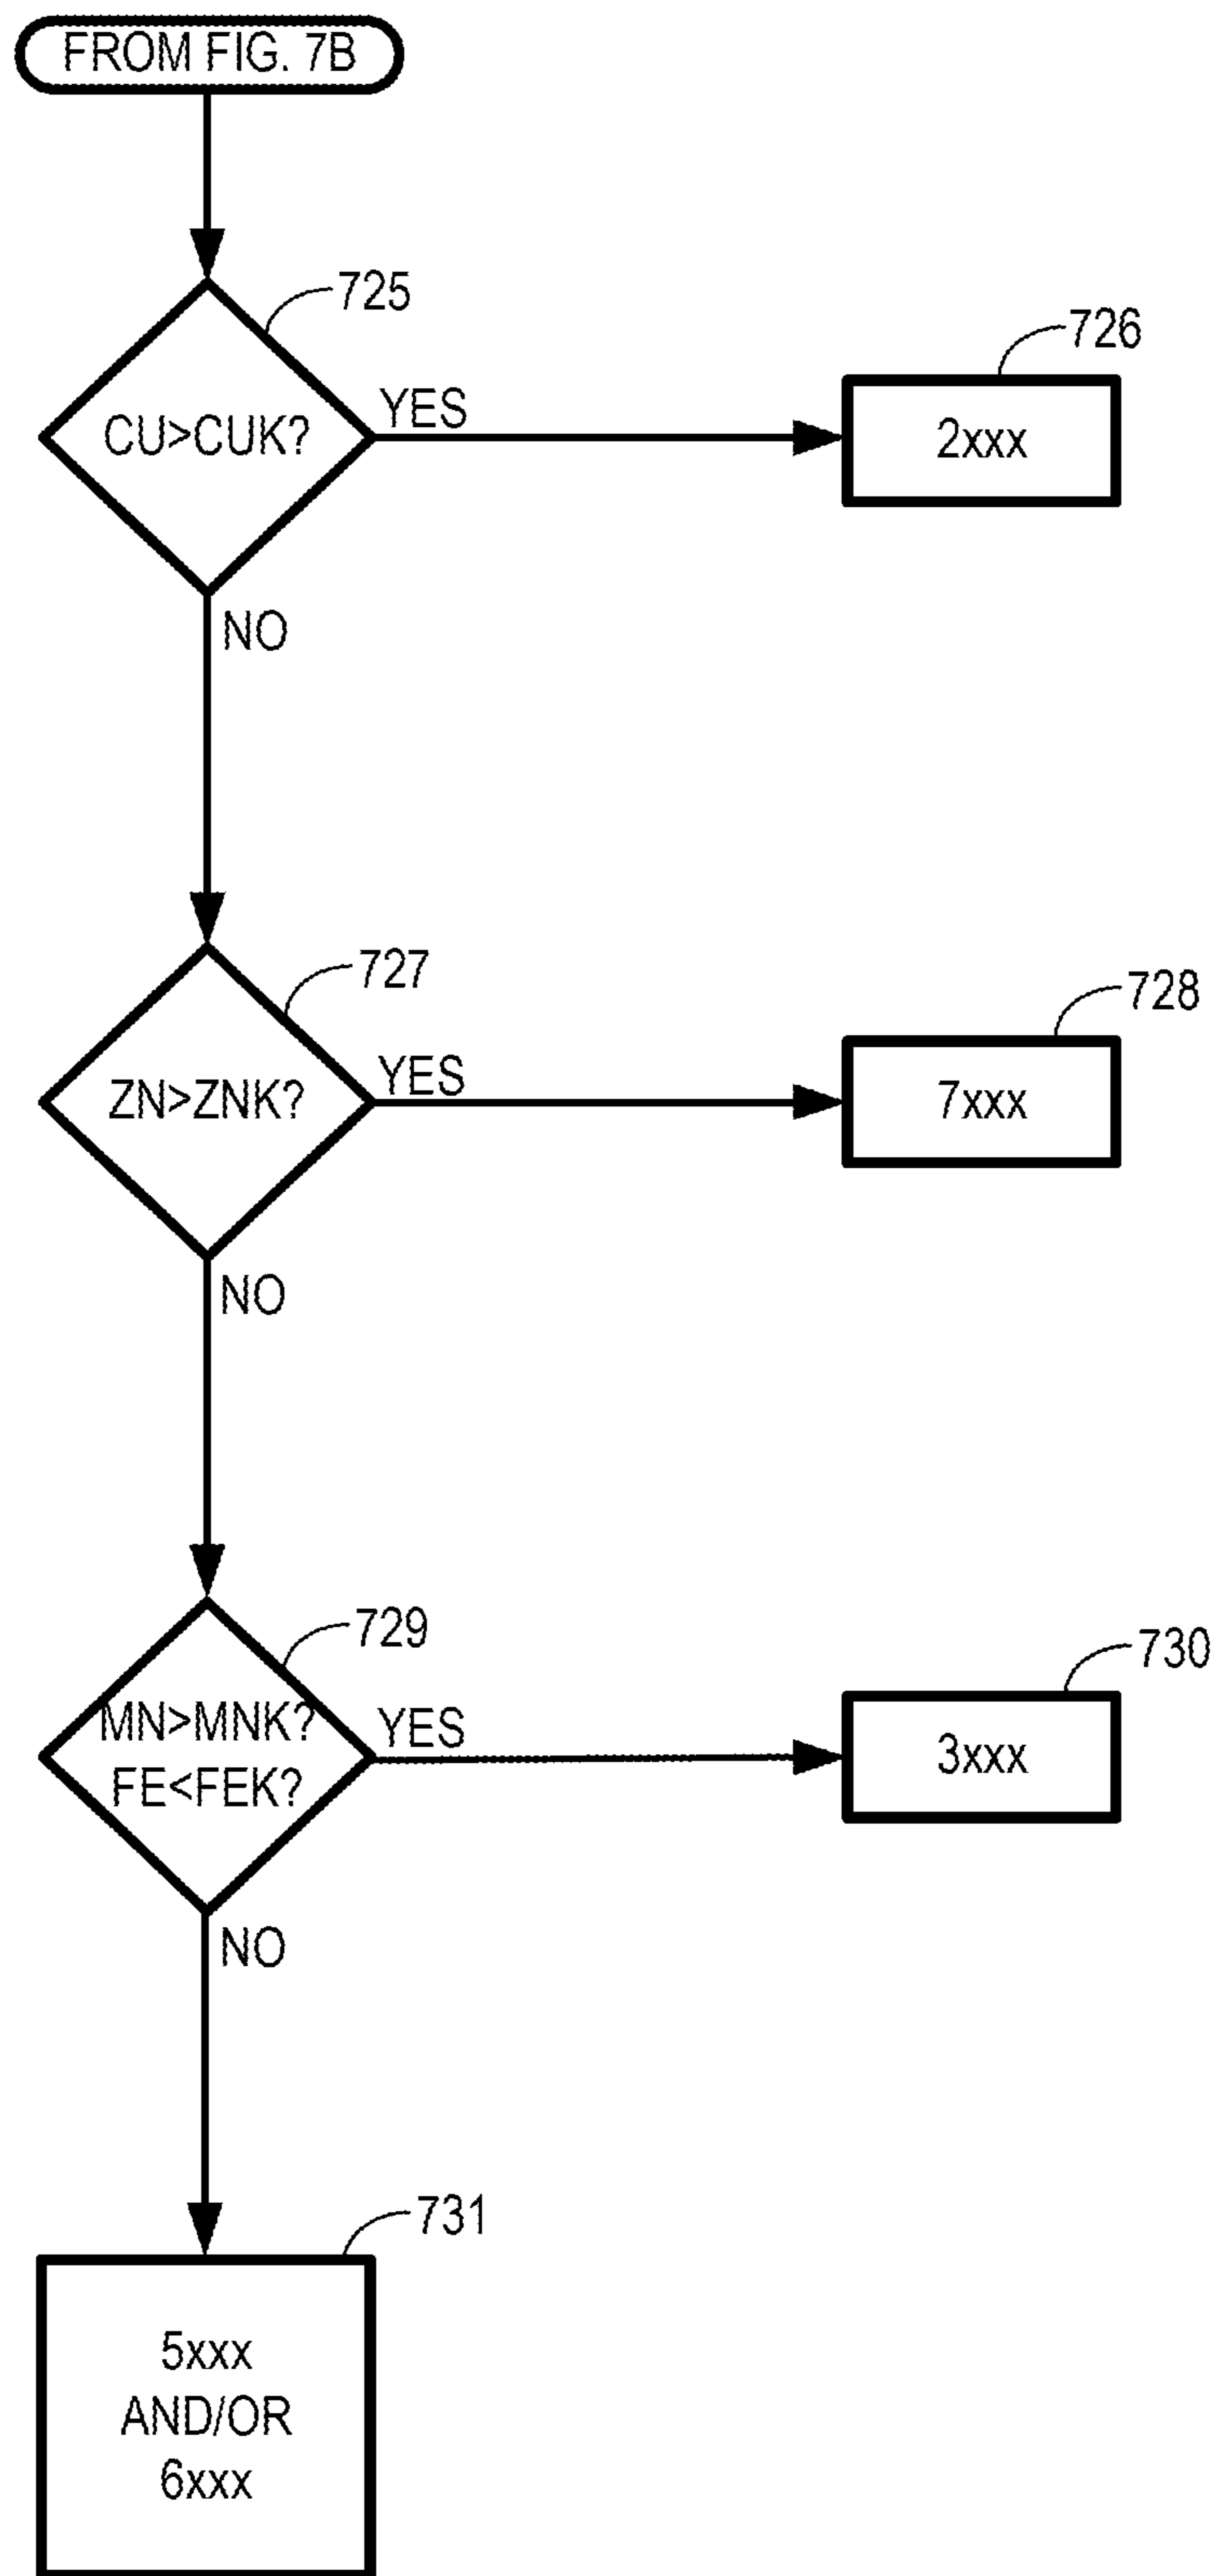 FROM FIG. 7B
725
CU>CUK?
YES
726
2xxx
NO
727
ZN>ZNK?
YES
728
7xxx
NO
729
MN>MNK?
FE<FEK?
YES
730
3xxx
NO
731
5xxx
AND/OR
6xxx